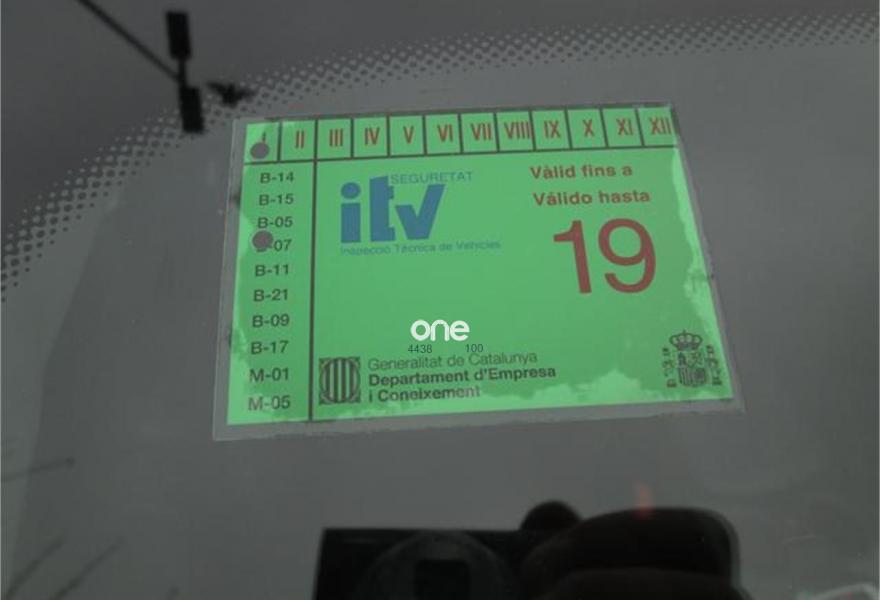 I II III IV V VI VII VIII IX X XI XII
B-14
B-15
B-05
B-07
B-11
B-21
B-09
B-17
M-01
M-05
SEGURETAT
itv
Inspecció Tècnica de Vehicles
Vàlid fins a
Válido hasta
19
one
4438 100
Generalitat de Catalunya
Departament d'Empresa
i Coneixement